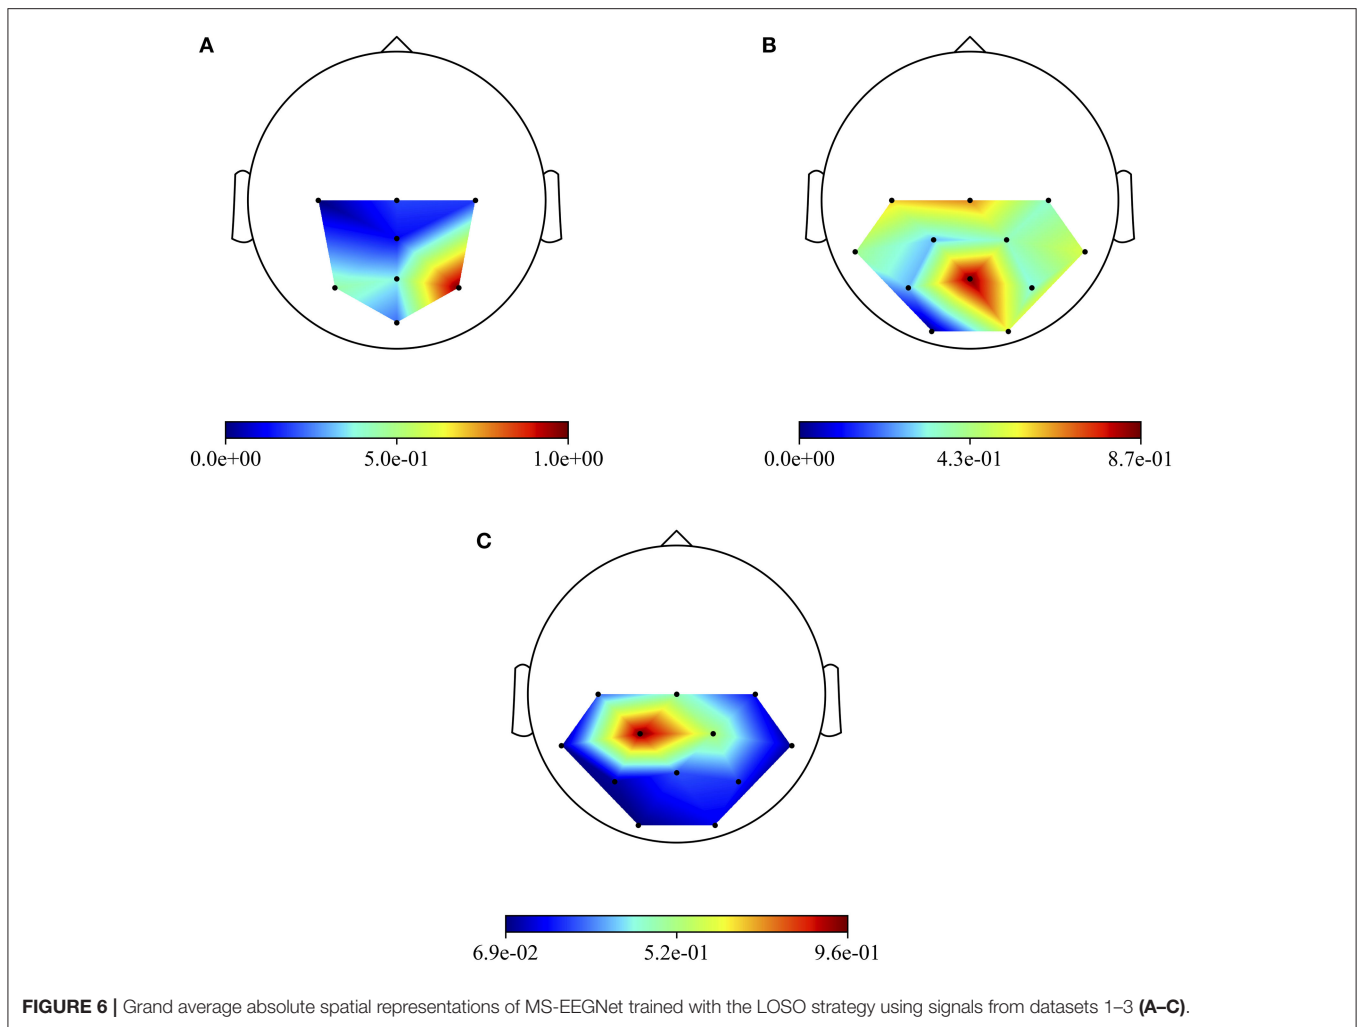 A
B
0.0e+00 5.0e-01 1.0e+00
0.0e+00 4.3e-01 8.7e-01
C
6.9e-02 5.2e-01 9.6e-01
FIGURE 6 | Grand average absolute spatial representations of MS-EEGNet trained with the LOSO strategy using signals from datasets 1–3 (A–C).